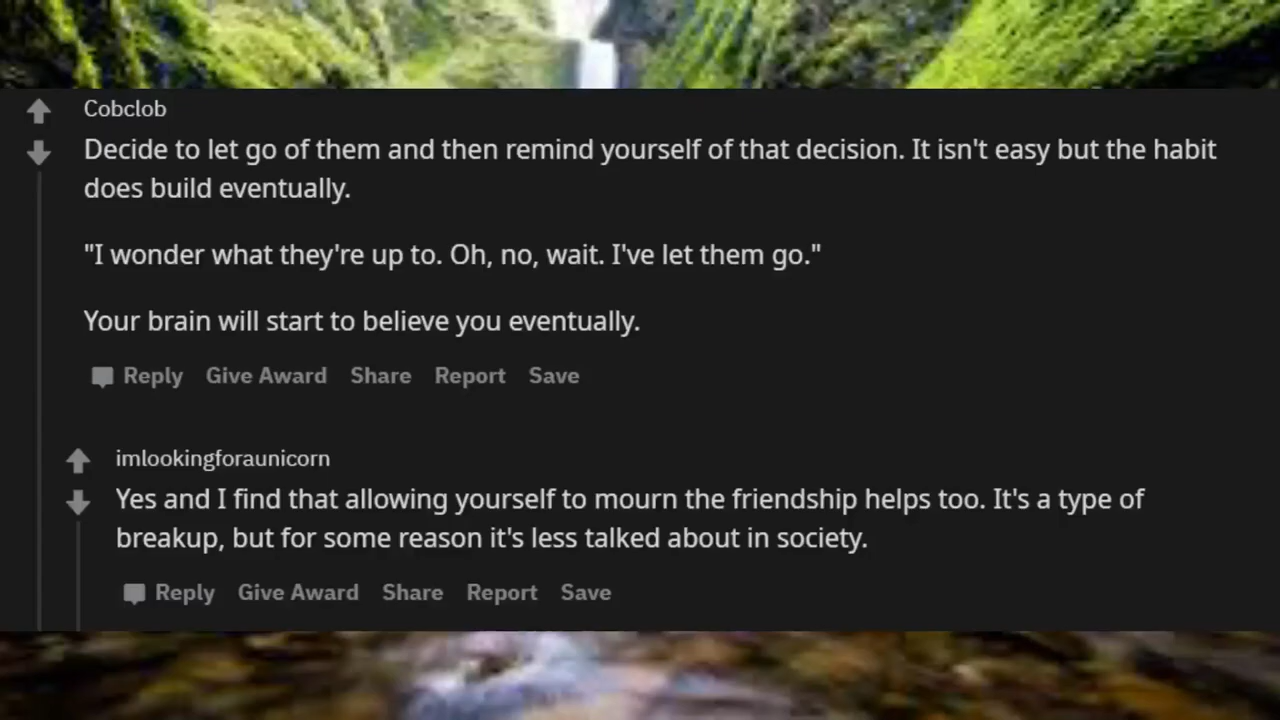 Cobclob
Decide to let go of them and then remind yourself of that decision. It isn't easy but the habit
does build eventually.
"I wonder what they're up to. Oh, no, wait. I've let them go."
Your brain will start to believe you eventually.
Reply Give Award Share Report Save
imlookingforaunicorn
Yes and I find that allowing yourself to mourn the friendship helps too. It's a type of
breakup, but for some reason it's less talked about in society.
Reply Give Award Share Report Save